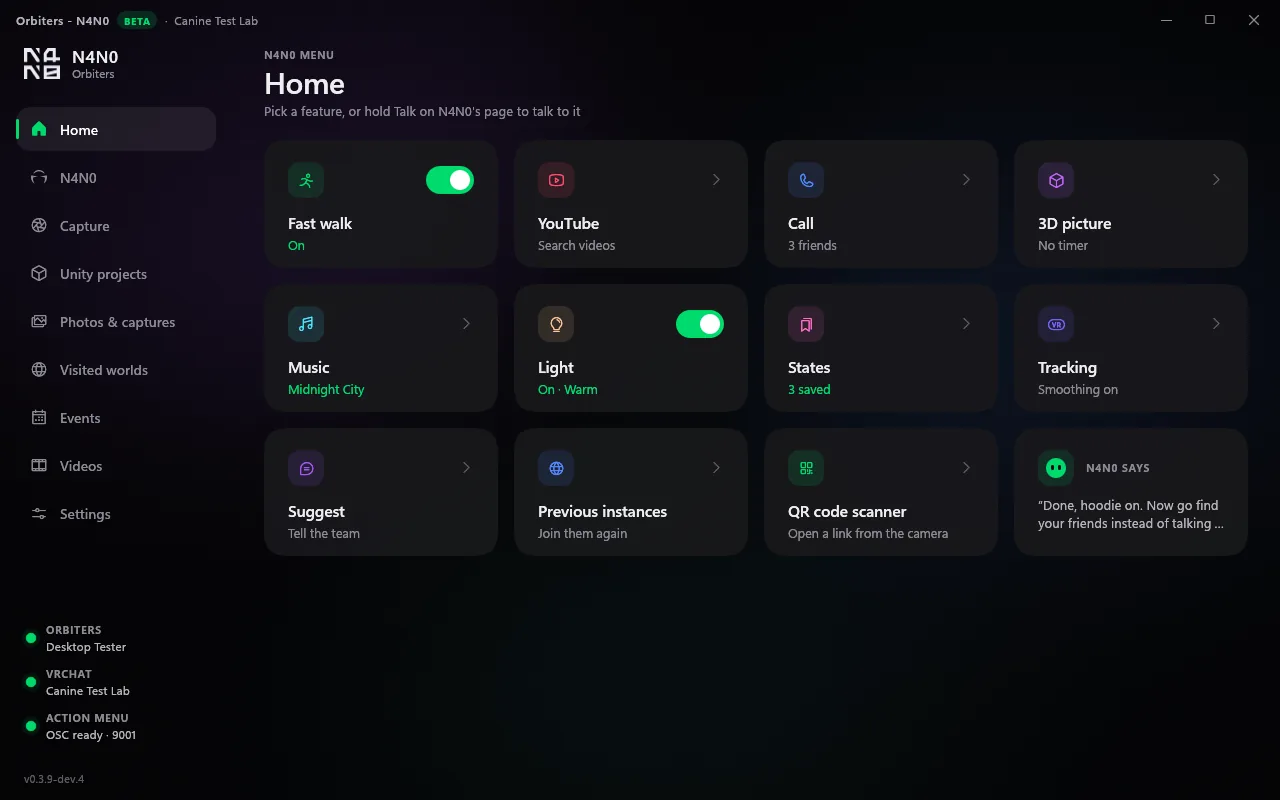 Orbiters - N4N0 BETA · Canine Test Lab
N4N0
Orbiters
Home
N4N0
Capture
Unity projects
Photos & captures
Visited worlds
Events
Videos
Settings
ORBITERS
Desktop Tester
VRCHAT
Canine Test Lab
ACTION MENU
OSC ready · 9001
v0.3.9-dev.4
N4N0 MENU
Home
Pick a feature, or hold Talk on N4N0's page to talk to it
Fast walk
On
YouTube
Search videos
Call
3 friends
3D picture
No timer
Music
Midnight City
Light
On · Warm
States
3 saved
VR
Tracking
Smoothing on
Suggest
Tell the team
Previous instances
Join them again
QR code scanner
Open a link from the camera
N4N0 SAYS
"Done, hoodie on. Now go find
your friends instead of talking ...